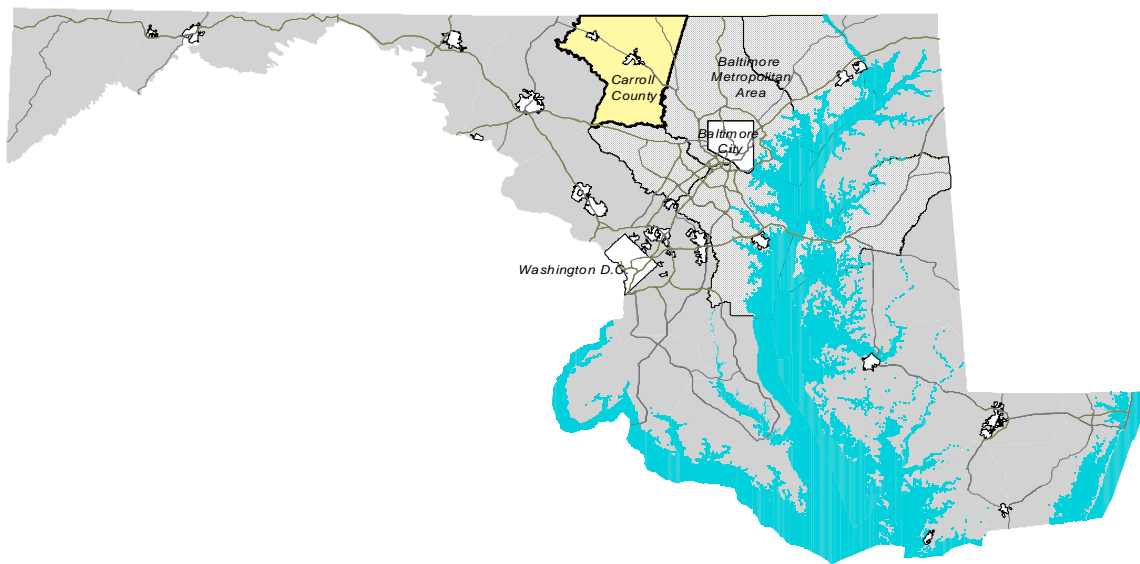 Baltimore
Metropolitan
Area
Carroll
County
Baltimore
City
Washington D.C.